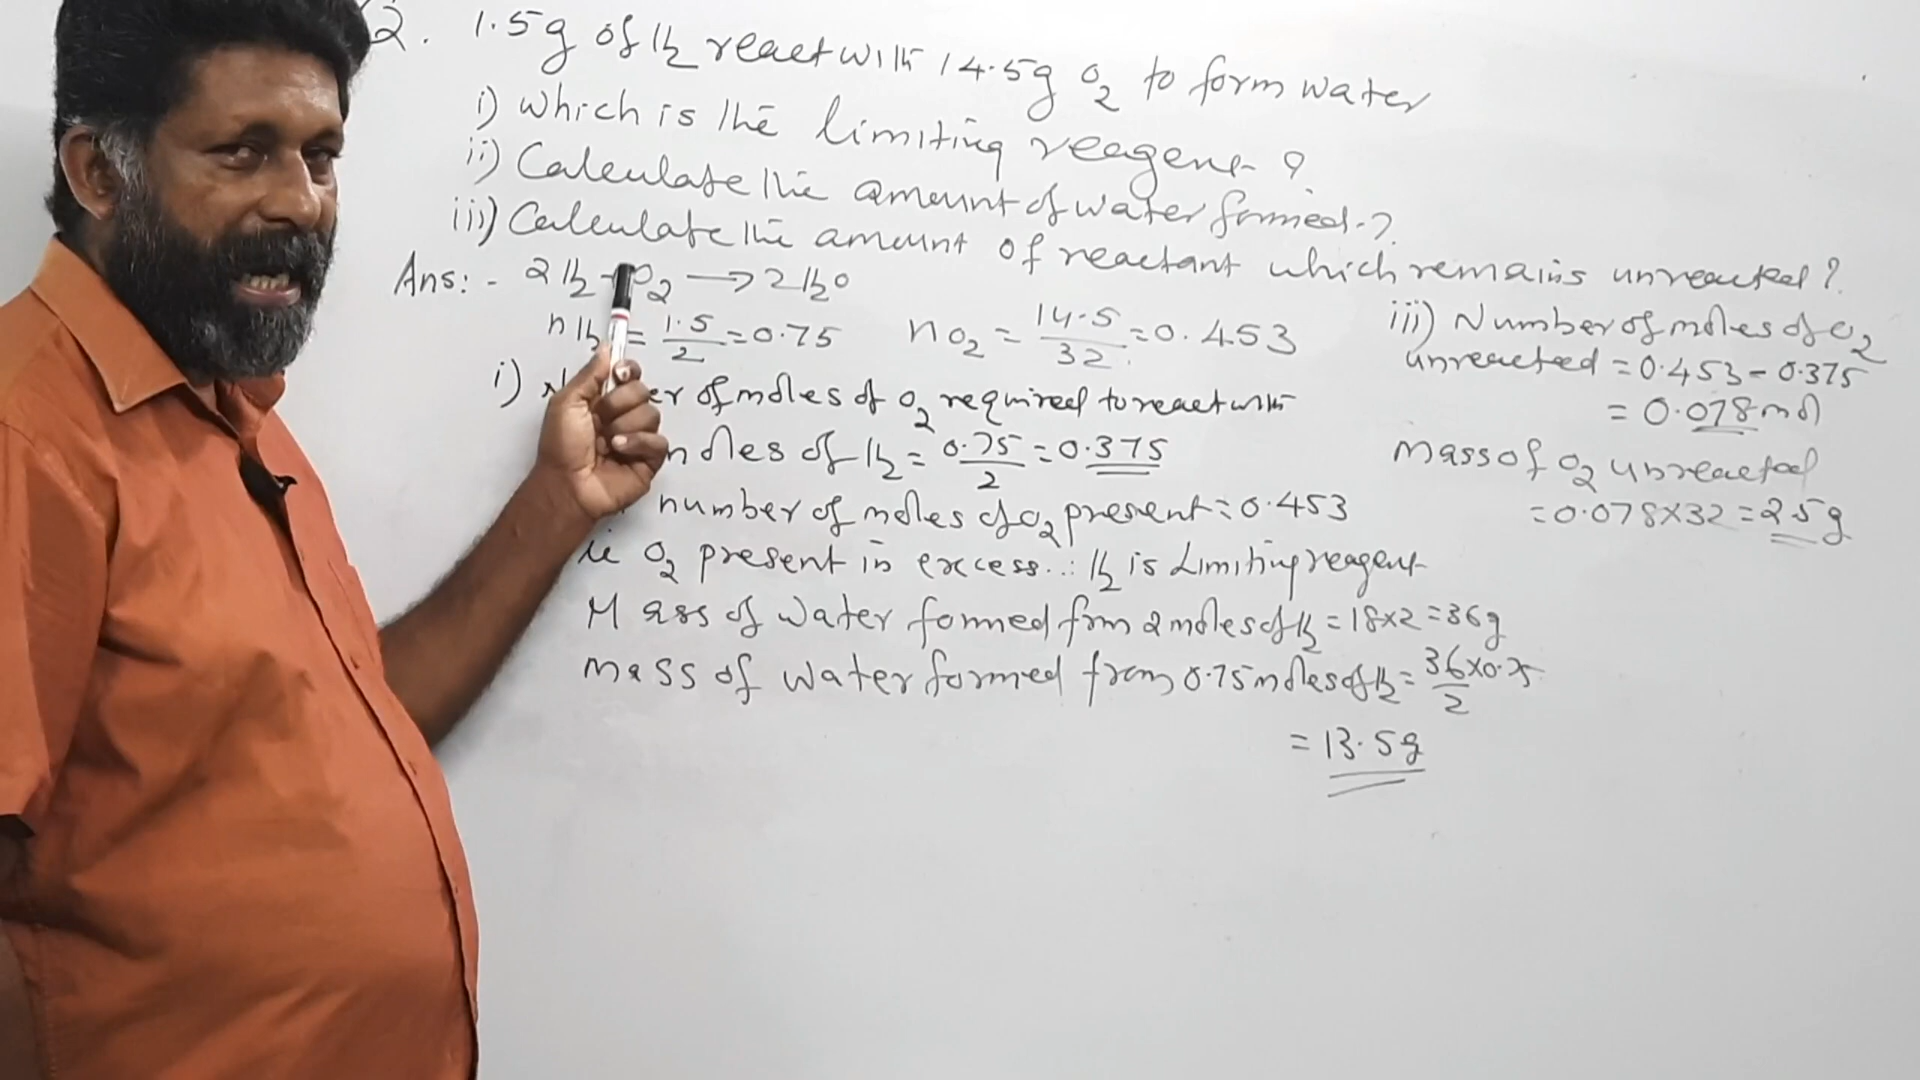 2. 1.5g of H2 react with 14.5g O2 to form water
i) Which is the limiting reagent?
ii) Calculate the amount of water formed.?
iii) Calculate the amount of reactant which remains unreacted?
Ans:- 2H2 + O2 → 2H2O
nH2 = 1.5/2 = 0.75 nO2 = 14.5/32 = 0.453
i) er of moles of O2 required to react with
moles of H2 = 0.75/2 = 0.375
number of moles of O2 present = 0.453
ie O2 present in excess. ∴ H2 is Limiting reagent
Mass of water formed from 2 moles of H2 = 18×2 = 36g
mass of water formed from 0.75 moles of H2 = 36×0.75/2
= 13.5g
iii) Number of moles of O2
unreacted = 0.453 - 0.375
= 0.078 mol
Mass of O2 unreacted
= 0.078×32 = 2.5g